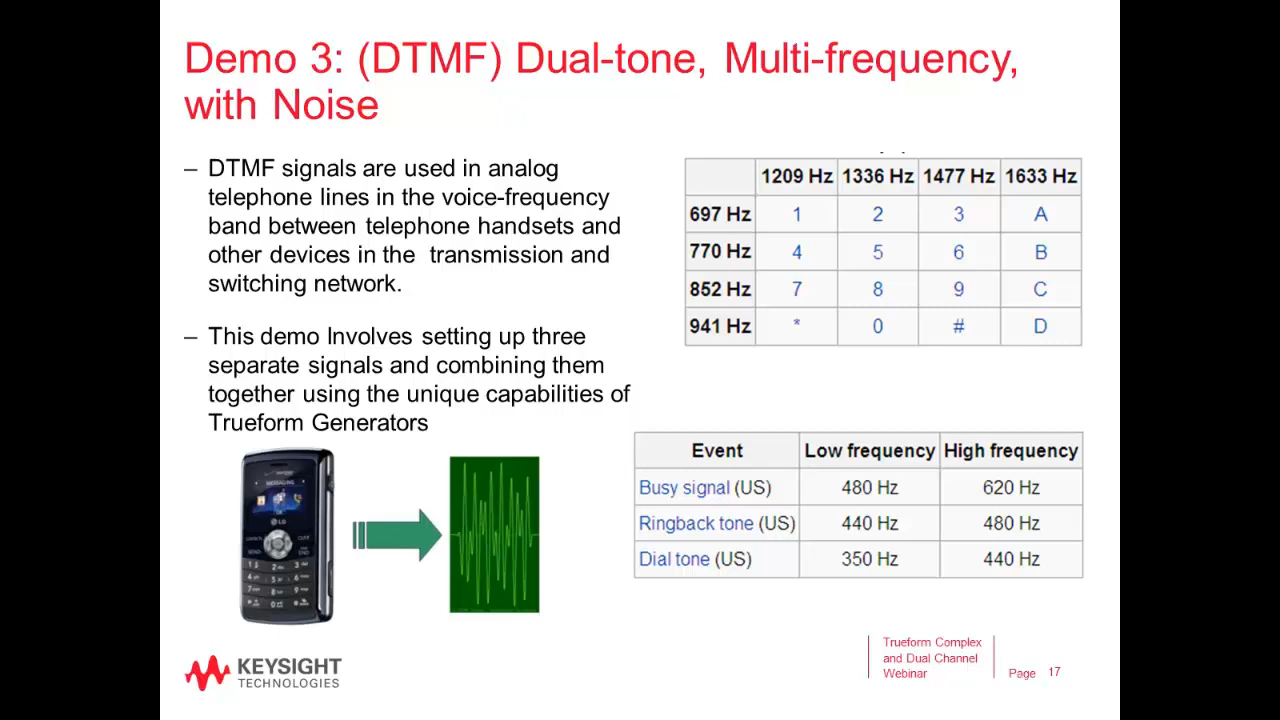 Demo 3: (DTMF) Dual-tone, Multi-frequency,
with Noise
– DTMF signals are used in analog
telephone lines in the voice-frequency
band between telephone handsets and
other devices in the transmission and
switching network.
– This demo Involves setting up three
separate signals and combining them
together using the unique capabilities of
Trueform Generators
1209 Hz 1336 Hz 1477 Hz 1633 Hz
697 Hz 1 2 3 A
770 Hz 4 5 6 B
852 Hz 7 8 9 C
941 Hz * 0 # D
Event Low frequency High frequency
Busy signal (US) 480 Hz 620 Hz
Ringback tone (US) 440 Hz 480 Hz
Dial tone (US) 350 Hz 440 Hz
MESSAGING
LG
KEYSIGHT
TECHNOLOGIES
Trueform Complex
and Dual Channel
Webinar
Page 17